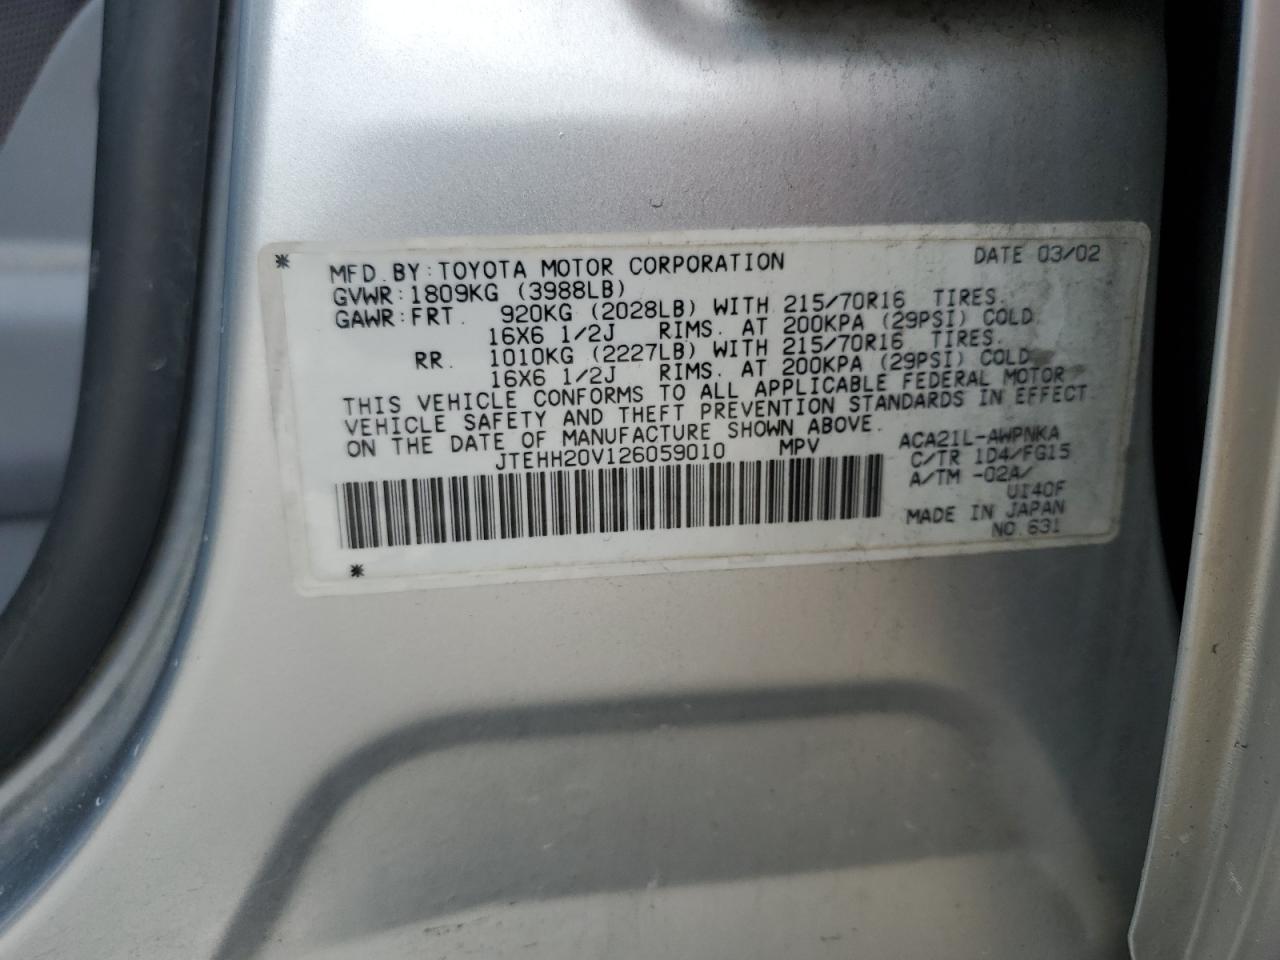 * MFD. BY: TOYOTA MOTOR CORPORATION DATE 03/02
GVWR: 1809KG (3988LB)
GAWR: FRT. 920KG (2028LB) WITH 215/70R16 TIRES.
16X6 1/2J RIMS. AT 200KPA (29PSI) COLD.
RR. 1010KG (2227LB) WITH 215/70R16 TIRES.
16X6 1/2J RIMS. AT 200KPA (29PSI) COLD.
THIS VEHICLE CONFORMS TO ALL APPLICABLE FEDERAL MOTOR
VEHICLE SAFETY AND THEFT PREVENTION STANDARDS IN EFFECT
ON THE DATE OF MANUFACTURE SHOWN ABOVE.
JTEHH20V126059010 MPV
ACA21L-AWPNKA
C/TR 1D4/FG15
A/TM -02A/
UI40F
MADE IN JAPAN
NO.631
*